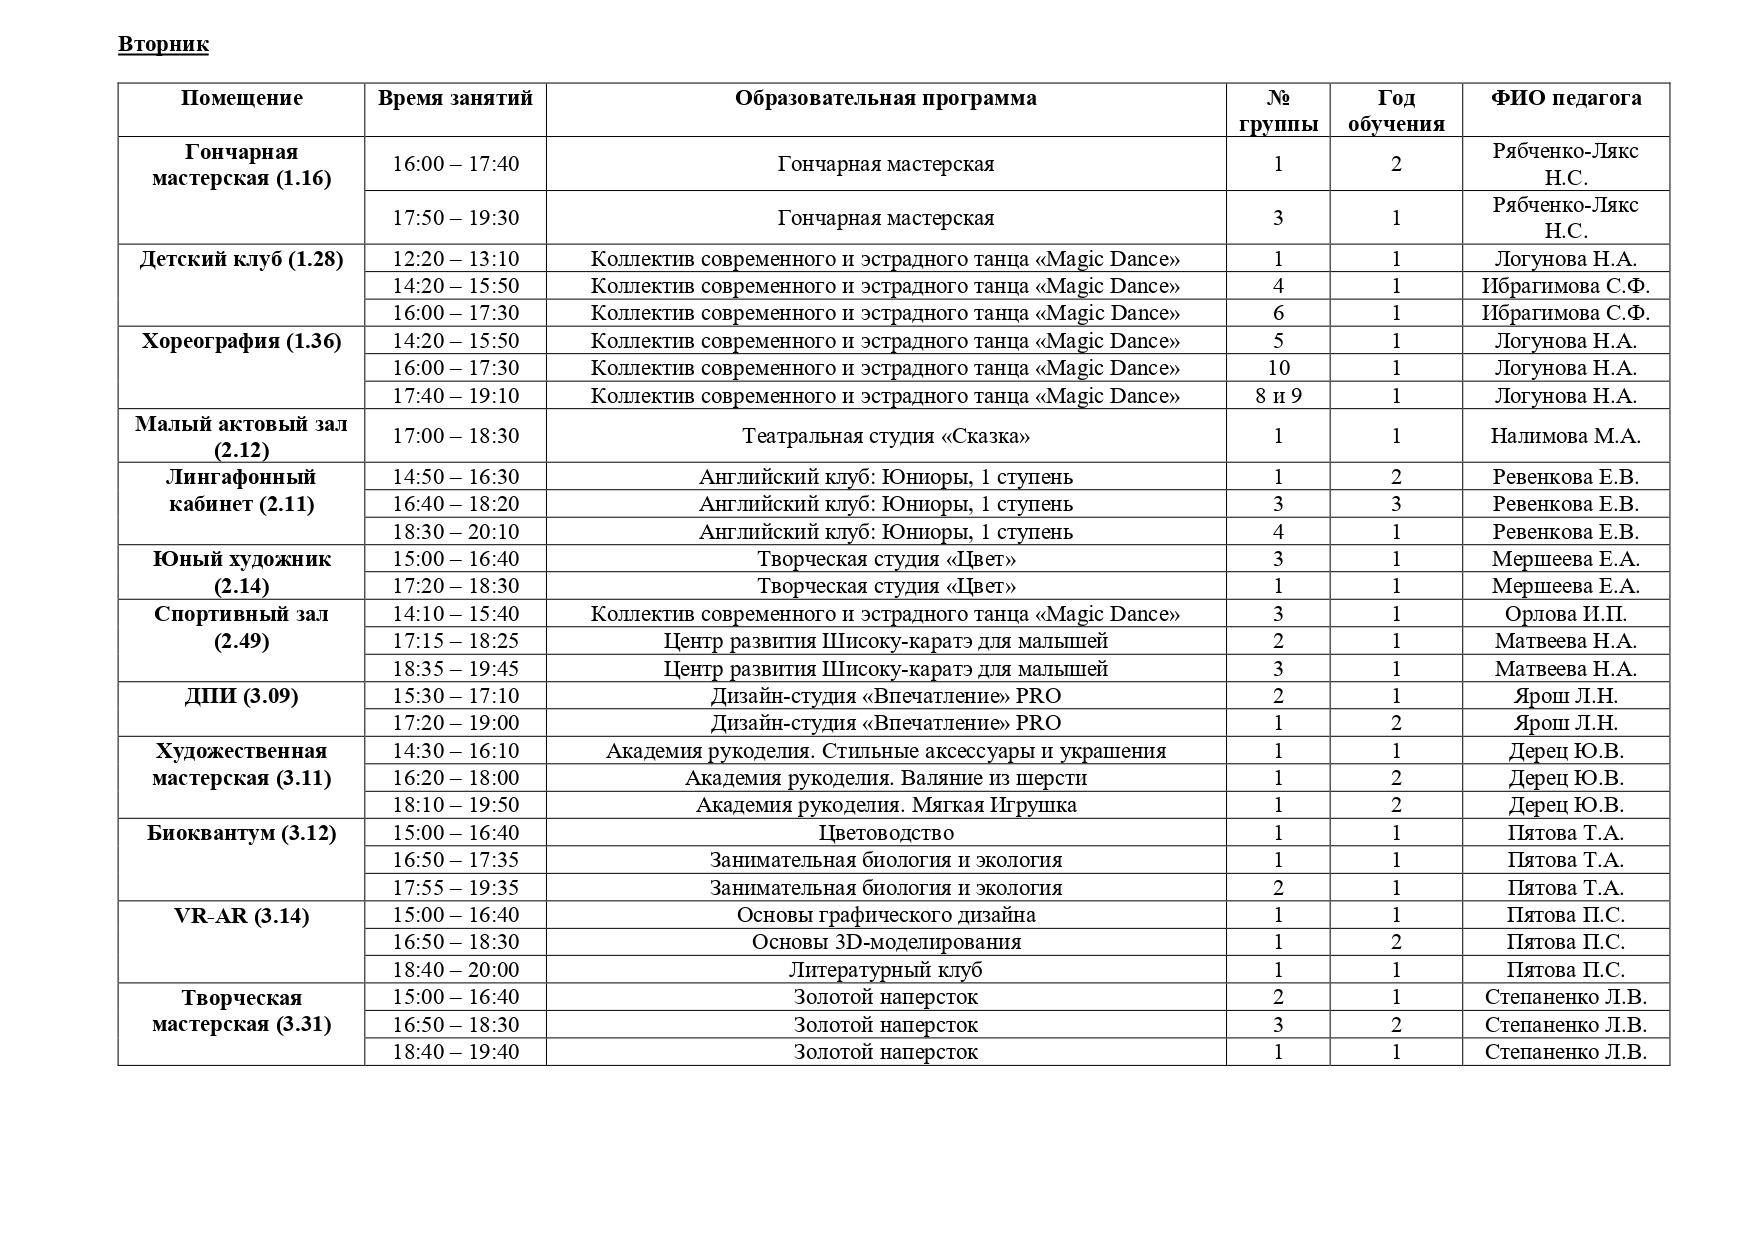 Вторник
Помещение Время занятий Образовательная программа № группы Год обучения ФИО педагога
Гончарная мастерская (1.16) 16:00 – 17:40 Гончарная мастерская 1 2 Рябченко-Лякс Н.С.
17:50 – 19:30 Гончарная мастерская 3 1 Рябченко-Лякс Н.С.
Детский клуб (1.28) 12:20 – 13:10 Коллектив современного и эстрадного танца «Magic Dance» 1 1 Логунова Н.А.
14:20 – 15:50 Коллектив современного и эстрадного танца «Magic Dance» 4 1 Ибрагимова С.Ф.
16:00 – 17:30 Коллектив современного и эстрадного танца «Magic Dance» 6 1 Ибрагимова С.Ф.
Хореография (1.36) 14:20 – 15:50 Коллектив современного и эстрадного танца «Magic Dance» 5 1 Логунова Н.А.
16:00 – 17:30 Коллектив современного и эстрадного танца «Magic Dance» 10 1 Логунова Н.А.
17:40 – 19:10 Коллектив современного и эстрадного танца «Magic Dance» 8 и 9 1 Логунова Н.А.
Малый актовый зал (2.12) 17:00 – 18:30 Театральная студия «Сказка» 1 1 Налимова М.А.
Лингафонный кабинет (2.11) 14:50 – 16:30 Английский клуб: Юниоры, 1 ступень 1 2 Ревенкова Е.В.
16:40 – 18:20 Английский клуб: Юниоры, 1 ступень 3 3 Ревенкова Е.В.
18:30 – 20:10 Английский клуб: Юниоры, 1 ступень 4 1 Ревенкова Е.В.
Юный художник (2.14) 15:00 – 16:40 Творческая студия «Цвет» 3 1 Мершеева Е.А.
17:20 – 18:30 Творческая студия «Цвет» 1 1 Мершеева Е.А.
Спортивный зал (2.49) 14:10 – 15:40 Коллектив современного и эстрадного танца «Magic Dance» 3 1 Орлова И.П.
17:15 – 18:25 Центр развития Шисоку-каратэ для малышей 2 1 Матвеева Н.А.
18:35 – 19:45 Центр развития Шисоку-каратэ для малышей 3 1 Матвеева Н.А.
ДПИ (3.09) 15:30 – 17:10 Дизайн-студия «Впечатление» PRO 2 1 Ярош Л.Н.
17:20 – 19:00 Дизайн-студия «Впечатление» PRO 1 2 Ярош Л.Н.
Художественная мастерская (3.11) 14:30 – 16:10 Академия рукоделия. Стильные аксессуары и украшения 1 1 Дерец Ю.В.
16:20 – 18:00 Академия рукоделия. Валяние из шерсти 1 2 Дерец Ю.В.
18:10 – 19:50 Академия рукоделия. Мягкая Игрушка 1 2 Дерец Ю.В.
Биоквантум (3.12) 15:00 – 16:40 Цветоводство 1 1 Пятова Т.А.
16:50 – 17:35 Занимательная биология и экология 1 1 Пятова Т.А.
17:55 – 19:35 Занимательная биология и экология 2 1 Пятова Т.А.
VR-AR (3.14) 15:00 – 16:40 Основы графического дизайна 1 1 Пятова П.С.
16:50 – 18:30 Основы 3D-моделирования 1 2 Пятова П.С.
18:40 – 20:00 Литературный клуб 1 1 Пятова П.С.
Творческая мастерская (3.31) 15:00 – 16:40 Золотой наперсток 2 1 Степаненко Л.В.
16:50 – 18:30 Золотой наперсток 3 2 Степаненко Л.В.
18:40 – 19:40 Золотой наперсток 1 1 Степаненко Л.В.